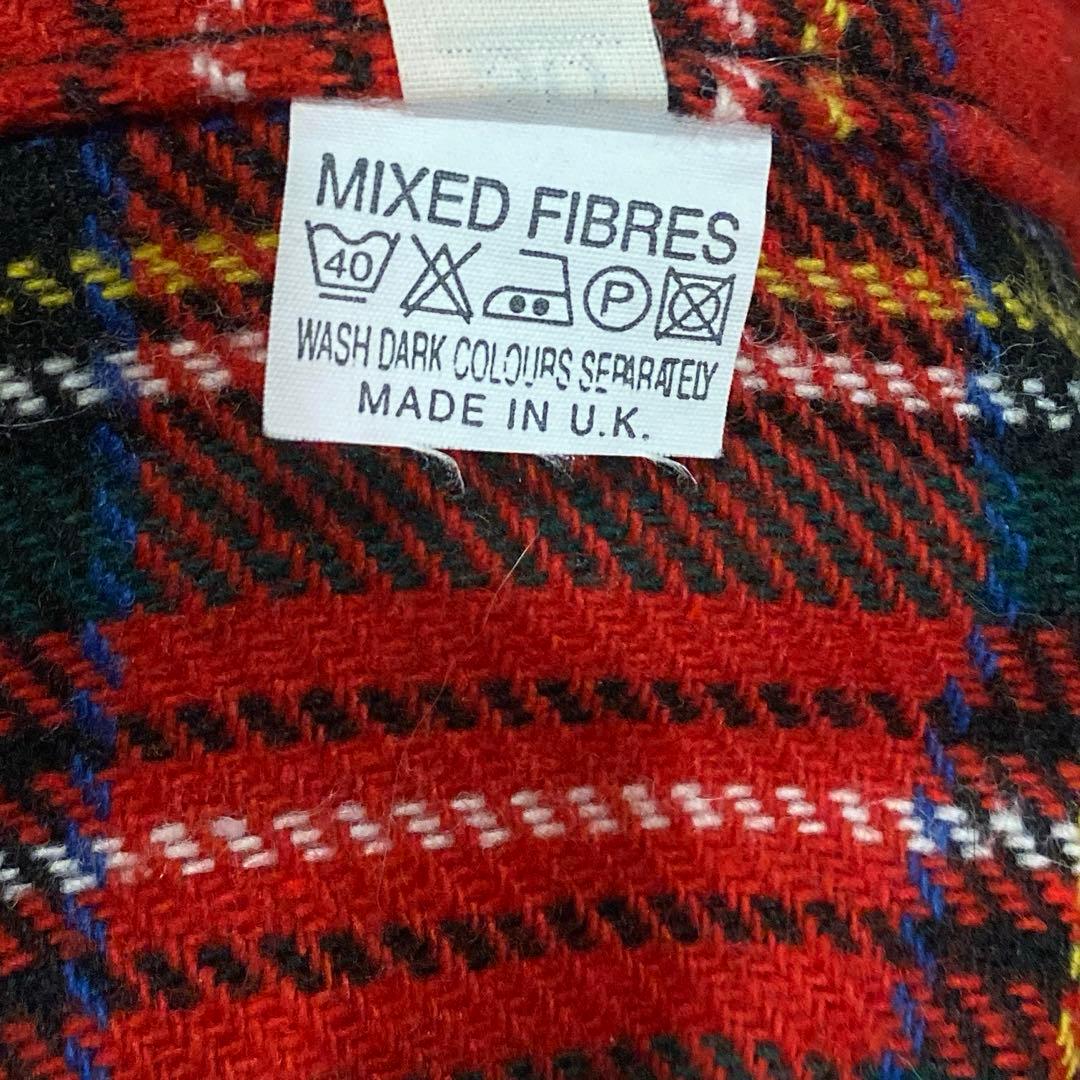 MIXED FIBRES
40 P
WASH DARK COLOURS SEPARATELY
MADE IN U.K.